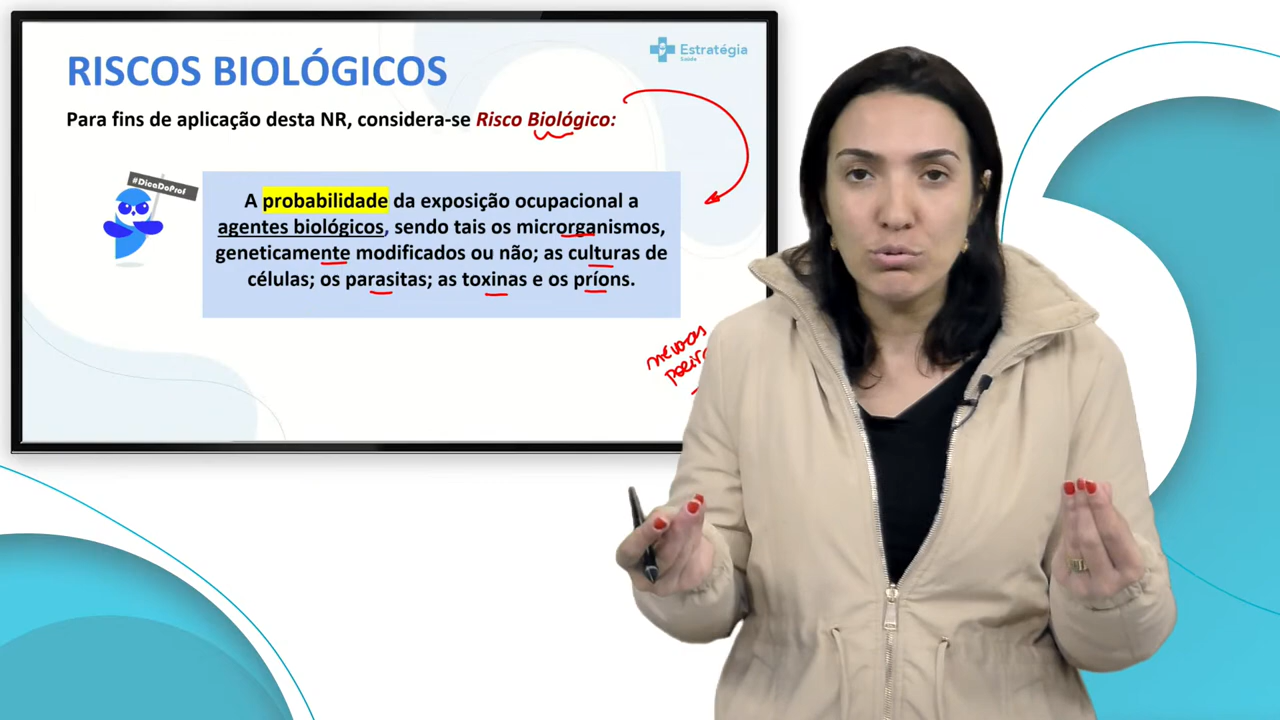 RISCOS BIOLÓGICOS
Estratégia
Saúde
Para fins de aplicação desta NR, considera-se Risco Biológico:
#DicaDoProf
A probabilidade da exposição ocupacional a
agentes biológicos, sendo tais os microrganismos,
geneticamente modificados ou não; as culturas de
células; os parasitas; as toxinas e os príons.
névoas